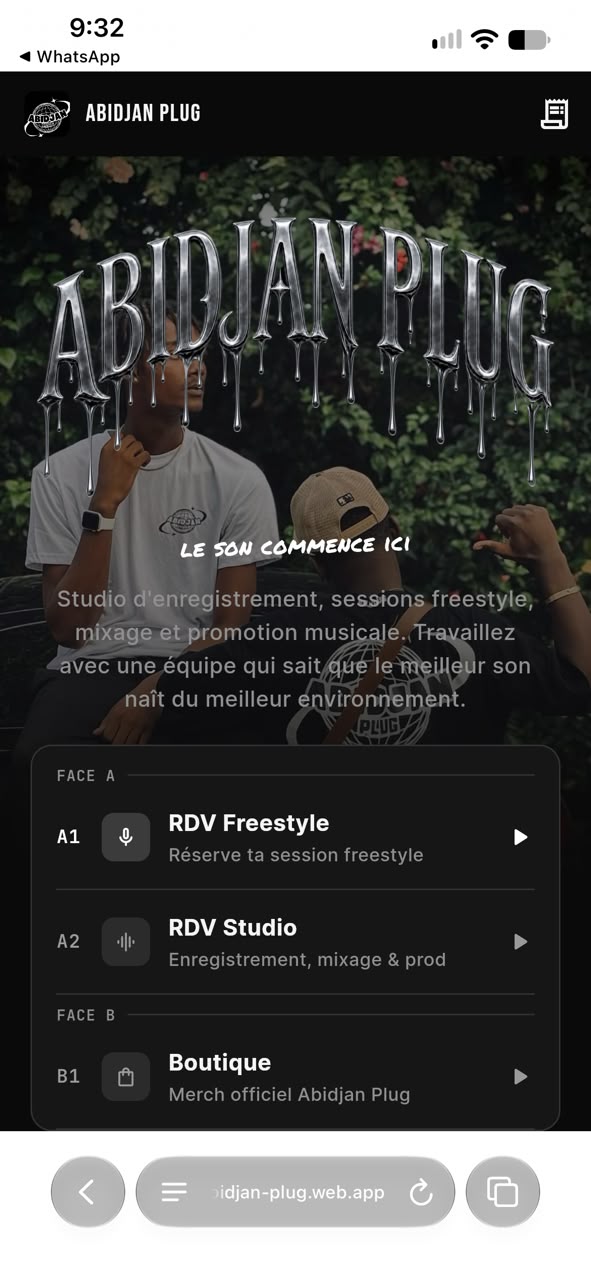 9:32
◀ WhatsApp
ABIDJAN
ABIDJAN PLUG
ABIDJAN PLUG
ABIDJAN
LE SON COMMENCE ICI
Studio d'enregistrement, sessions freestyle,
mixage et promotion musicale. Travaillez
avec une équipe qui sait que le meilleur son
naît du meilleur environnement.
PLUG
FACE A
A1
RDV Freestyle
Réserve ta session freestyle
A2
RDV Studio
Enregistrement, mixage & prod
FACE B
B1
Boutique
Merch officiel Abidjan Plug
idjan-plug.web.app